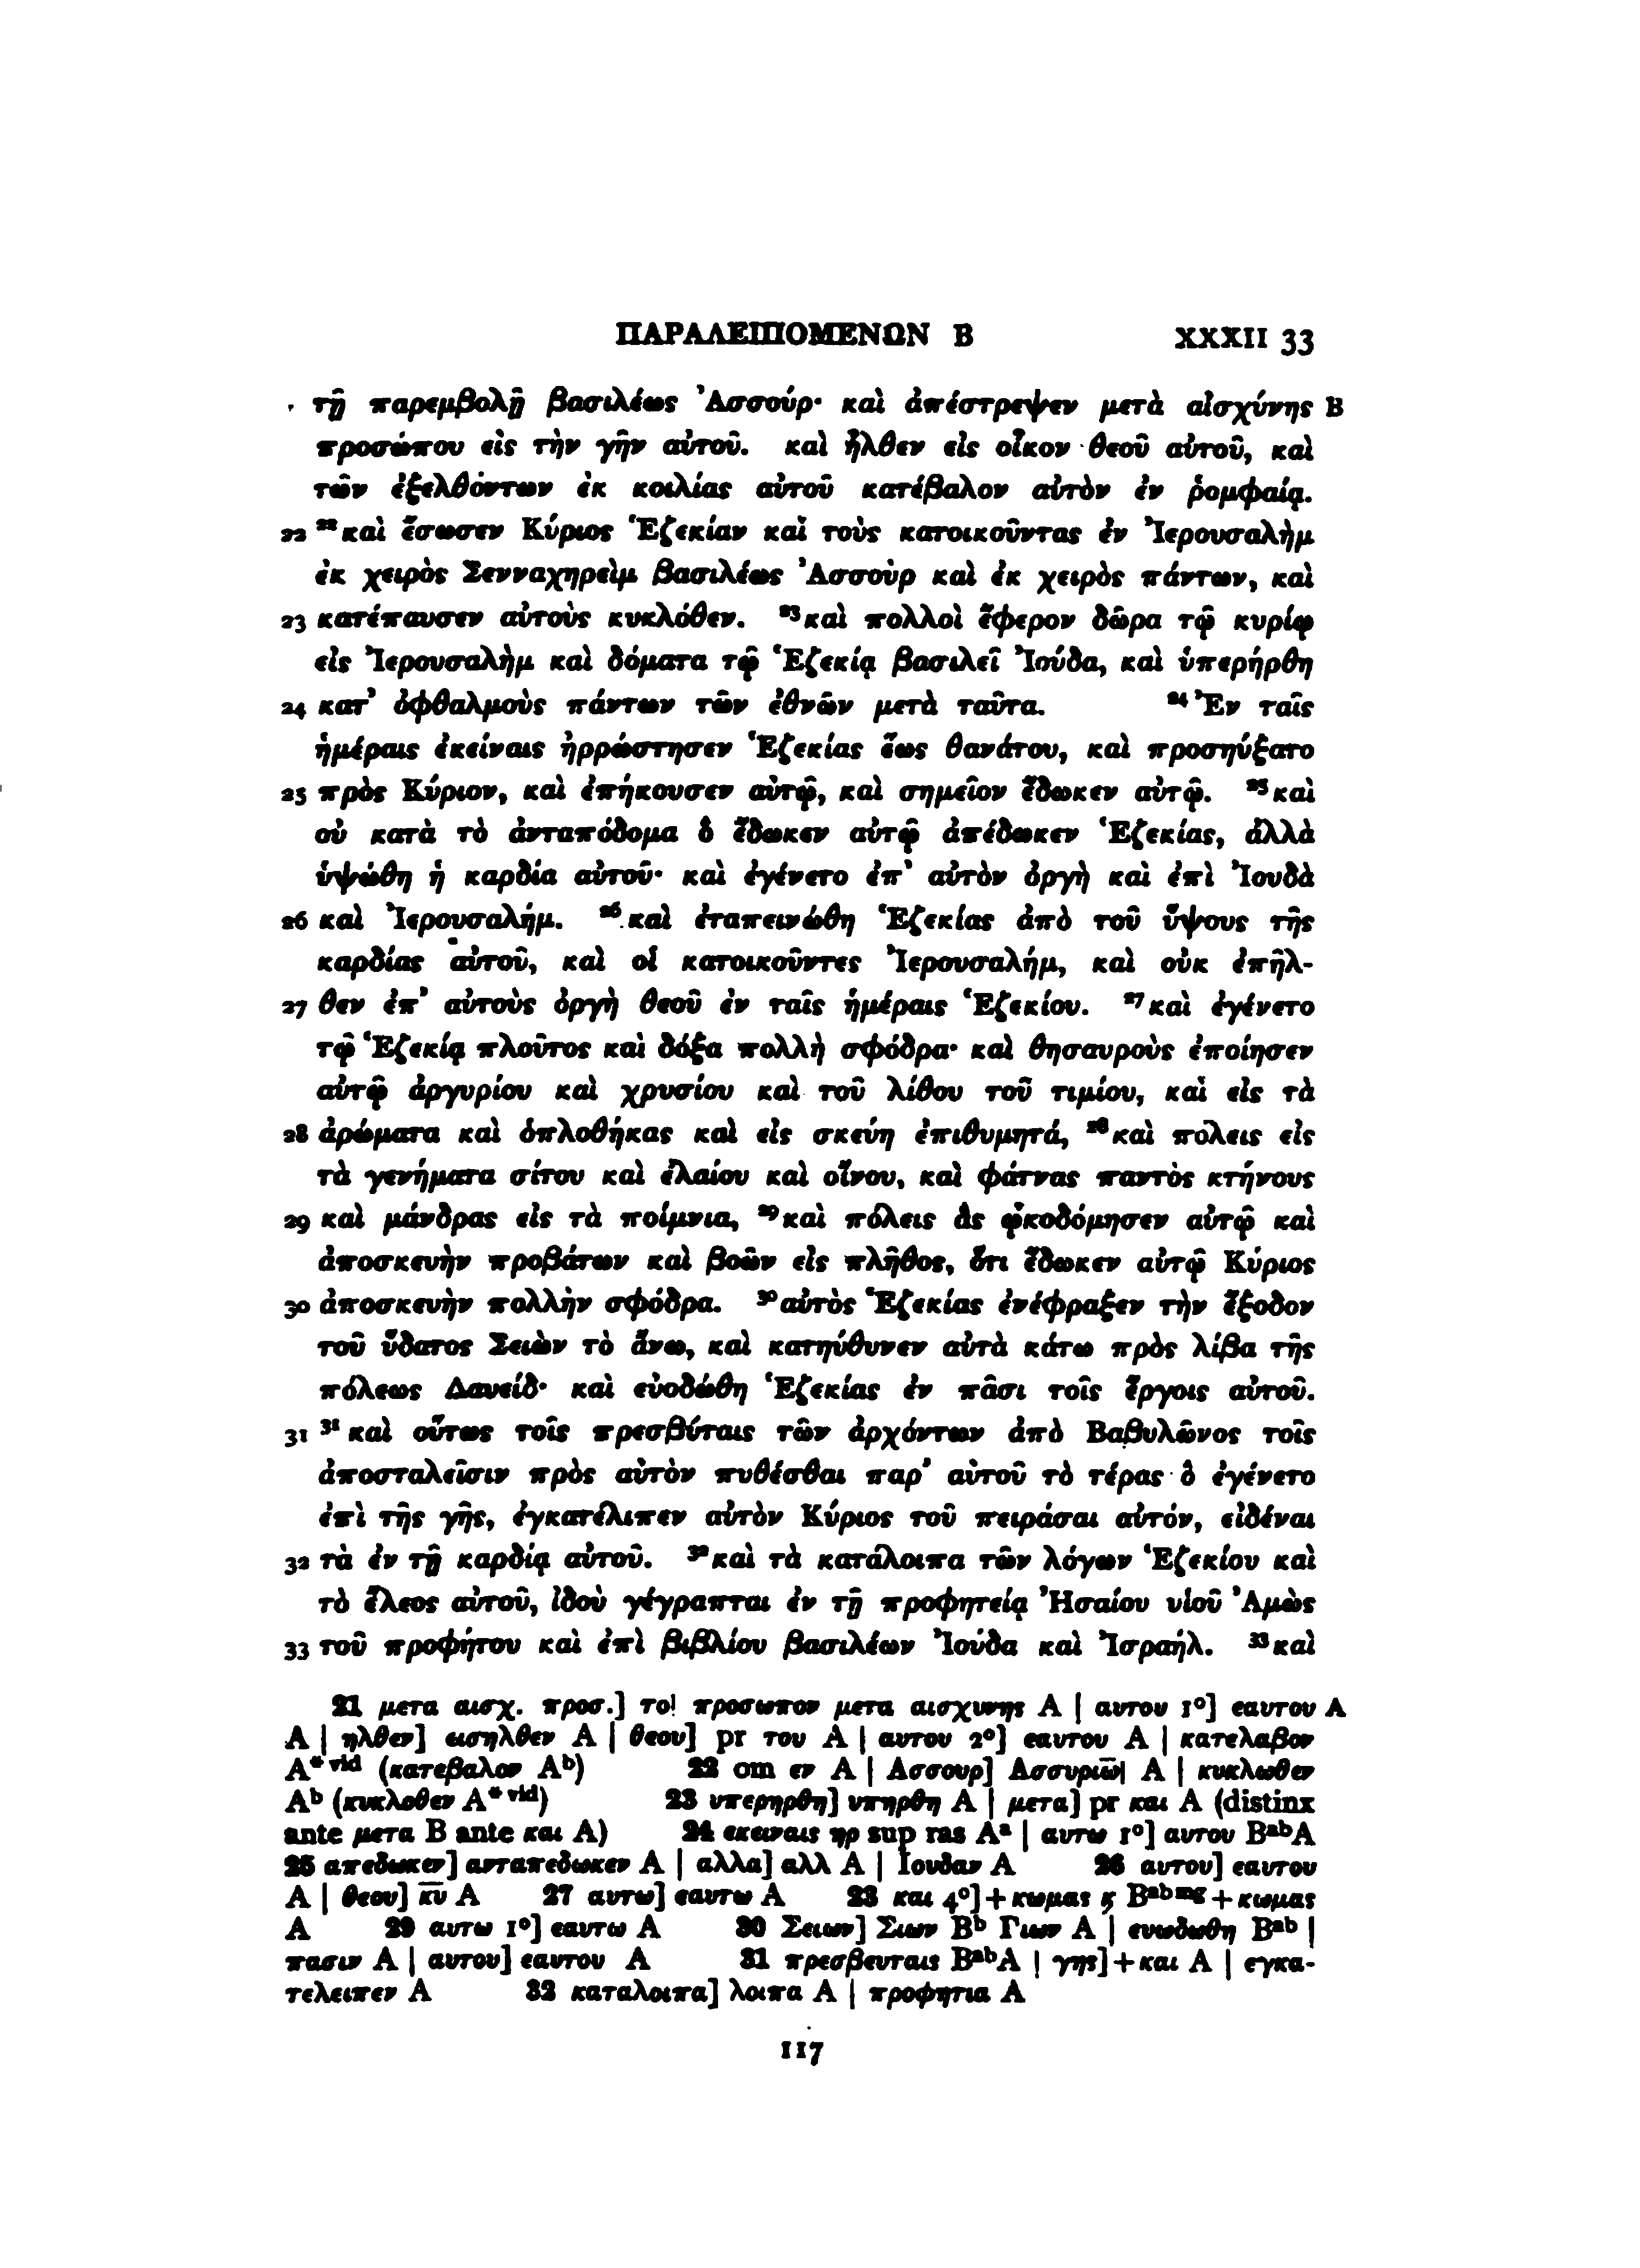 ΠΑΡΑΛΕΙΠΟΜΕΝΩΝ Β XXXII 33
τῇ παρεμβολῇ βασιλέως Ἀσσούρ· καὶ ἀπέστρεψεν μετὰ αἰσχύνης B
προσώπου εἰς τὴν γῆν αὐτοῦ. καὶ ἦλθεν εἰς οἶκον θεοῦ αὐτοῦ, καὶ
τῶν ἐξελθόντων ἐκ κοιλίας αὐτοῦ κατέβαλον αὐτὸν ἐν ῥομφαίᾳ.
22 ²²καὶ ἔσωσεν Κύριος Ἑζεκίαν καὶ τοὺς κατοικοῦντας ἐν Ἰερουσαλὴμ
ἐκ χειρὸς Σενναχηρεὶμ βασιλέως Ἀσσοὺρ καὶ ἐκ χειρὸς πάντων, καὶ
23 κατέπαυσεν αὐτοὺς κυκλόθεν. ²³καὶ πολλοὶ ἔφερον δῶρα τῷ κυρίῳ
εἰς Ἰερουσαλὴμ καὶ δόματα τῷ Ἑζεκίᾳ βασιλεῖ Ἰούδα, καὶ ὑπερήρθη
24 κατ᾽ ὀφθαλμοὺς πάντων τῶν ἐθνῶν μετὰ ταῦτα. ²⁴Ἐν ταῖς
ἡμέραις ἐκείναις ἠρρώστησεν Ἑζεκίας ἕως θανάτου, καὶ προσηύξατο
25 πρὸς Κύριον, καὶ ἐπήκουσεν αὐτῷ, καὶ σημεῖον ἔδωκεν αὐτῷ. ²⁵καὶ
οὐ κατὰ τὸ ἀνταπόδομα ὃ ἔδωκεν αὐτῷ ἀπέδωκεν Ἑζεκίας, ἀλλὰ
ὑψώθη ἡ καρδία αὐτοῦ· καὶ ἐγένετο ἐπ᾽ αὐτὸν ὀργὴ καὶ ἐπὶ Ἰουδὰ
26 καὶ Ἰερουσαλήμ. ²⁶καὶ ἐταπεινώθη Ἑζεκίας ἀπὸ τοῦ ὕψους τῆς
καρδίας αὐτοῦ, καὶ οἱ κατοικοῦντες Ἰερουσαλήμ, καὶ οὐκ ἐπῆλ-
27 θεν ἐπ᾽ αὐτοὺς ὀργὴ θεοῦ ἐν ταῖς ἡμέραις Ἑζεκίου. ²⁷καὶ ἐγένετο
τῷ Ἑζεκίᾳ πλοῦτος καὶ δόξα πολλὴ σφόδρα· καὶ θησαυροὺς ἐποίησεν
αὐτῷ ἀργυρίου καὶ χρυσίου καὶ τοῦ λίθου τοῦ τιμίου, καὶ εἰς τὰ
28 ἀρώματα καὶ ὁπλοθήκας καὶ εἰς σκεύη ἐπιθυμητά, ²⁸καὶ πόλεις εἰς
τὰ γενήματα σίτου καὶ ἐλαίου καὶ οἴνου, καὶ φάτνας παντὸς κτήνους
29 καὶ μάνδρας εἰς τὰ ποίμνια, ²⁹καὶ πόλεις ἃς ᾠκοδόμησεν αὐτῷ καὶ
ἀποσκευὴν προβάτων καὶ βοῶν εἰς πλῆθος, ὅτι ἔδωκεν αὐτῷ Κύριος
30 ἀποσκευὴν πολλὴν σφόδρα. ³⁰αὐτὸς Ἑζεκίας ἐνέφραξεν τὴν ἔξοδον
τοῦ ὕδατος Σειὼν τὸ ἄνω, καὶ κατηύθυνεν αὐτὰ κάτω πρὸς λίβα τῆς
πόλεως Δαυείδ· καὶ εὐοδώθη Ἑζεκίας ἐν πᾶσι τοῖς ἔργοις αὐτοῦ.
31 ³¹καὶ οὕτως τοῖς πρεσβύταις τῶν ἀρχόντων ἀπὸ Βαβυλῶνος τοῖς
ἀποσταλεῖσιν πρὸς αὐτὸν πυθέσθαι παρ᾽ αὐτοῦ τὸ τέρας ὃ ἐγένετο
ἐπὶ τῆς γῆς, ἐγκατέλιπεν αὐτὸν Κύριος τοῦ πειράσαι αὐτόν, εἰδέναι
32 τὰ ἐν τῇ καρδίᾳ αὐτοῦ. ³²καὶ τὰ κατάλοιπα τῶν λόγων Ἑζεκίου καὶ
τὸ ἔλεος αὐτοῦ, ἰδοὺ γέγραπται ἐν τῇ προφητείᾳ Ἠσαίου υἱοῦ Ἀμὼς
33 τοῦ προφήτου καὶ ἐπὶ βιβλίου βασιλέων Ἰούδα καὶ Ἰσραήλ. ³³καὶ
21 μετα αισχ. προσ.] το| προσωπον μετα αισχυνης A | αυτου 1°] εαυτου A
A | ηλθεν] εισηλθεν A | θεου] pr του A | αυτου 2°] εαυτου A | κατελαβον
A*vid (κατεβαλον Ab) 22 om εν A | Ασσουρ] Ασσυριω̄| A | κυκλωθεν
Ab (κυκλοθεν A*vid) 23 υπερηρθη] υπηρθη A | μετα] pr και A (distinx
ante μετα B ante και A) 24 εκειναις ηρ sup ras Aa | αυτω 1°] αυτου BabA
25 απεδωκεν] ανταπεδωκεν A | αλλα] αλλ A | Ιουδαν A 26 αυτου] εαυτου
A | θεου] κ̅υ̅ A 27 αυτω] εαυτω A 28 και 4°]+κωμας ϗ Bab mg +κωμας
A 29 αυτω 1°] εαυτω A 30 Σειων] Σιων Bb Γιων A | ευωδωθη Bab |
πασιν A | αυτου] εαυτου A 31 πρεσβευταις BabA | γης]+και A | εγκα-
τελειπεν A 32 καταλοιπα] λοιπα A | προφητια A
117